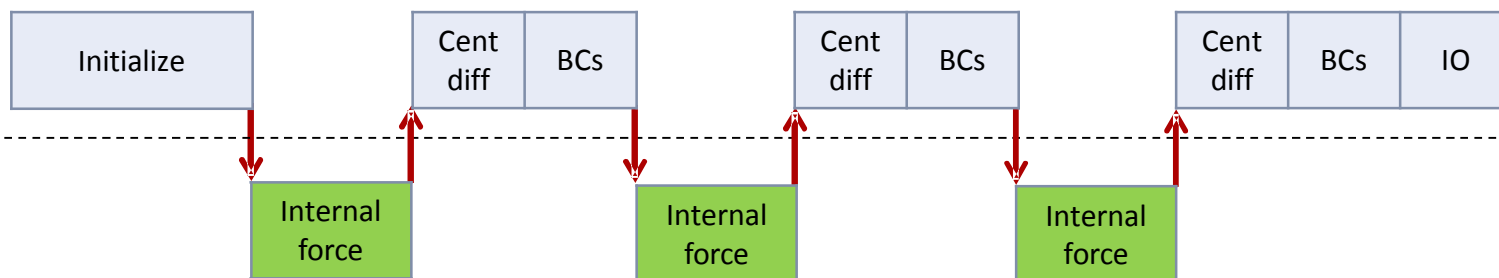 Initialize
Cent
diff
BCs
Cent
diff
BCs
Cent
diff
BCs
IO
Internal
force
Internal
force
Internal
force